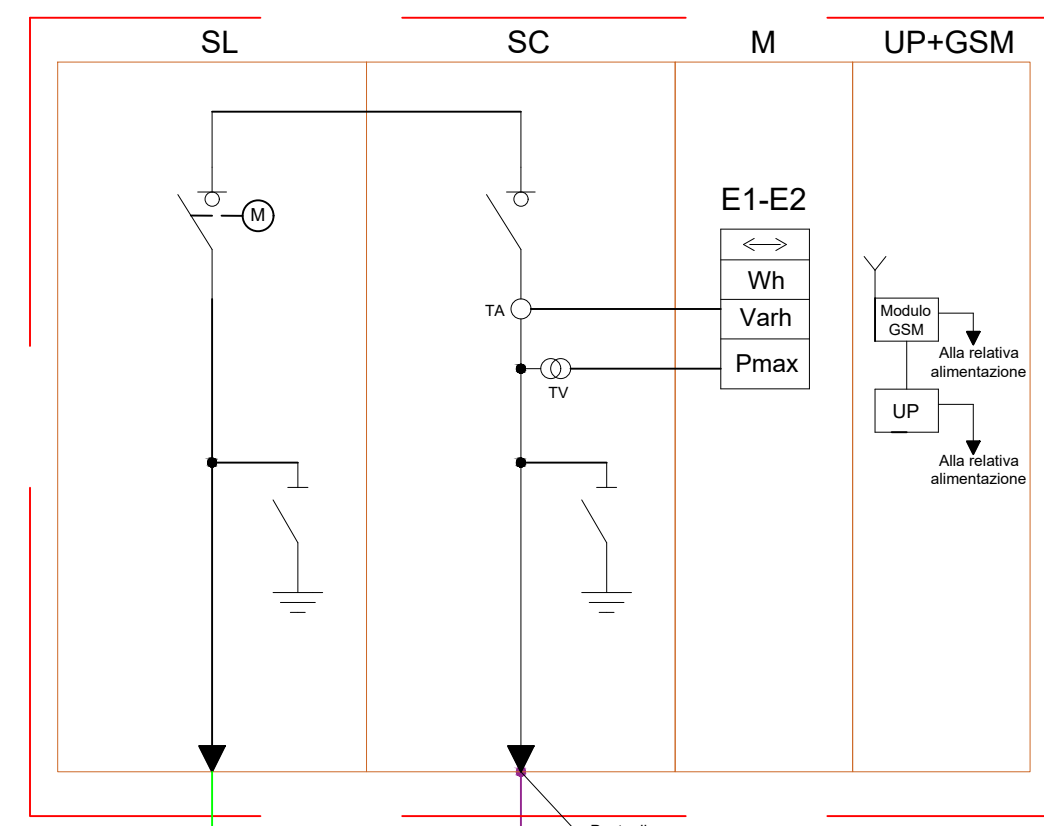 SL
SC
M
UP+GSM
M
E1-E2
Wh
Varh
Pmax
TA
TV
Modulo
GSM
Alla relativa
alimentazione
UP
Alla relativa
alimentazione